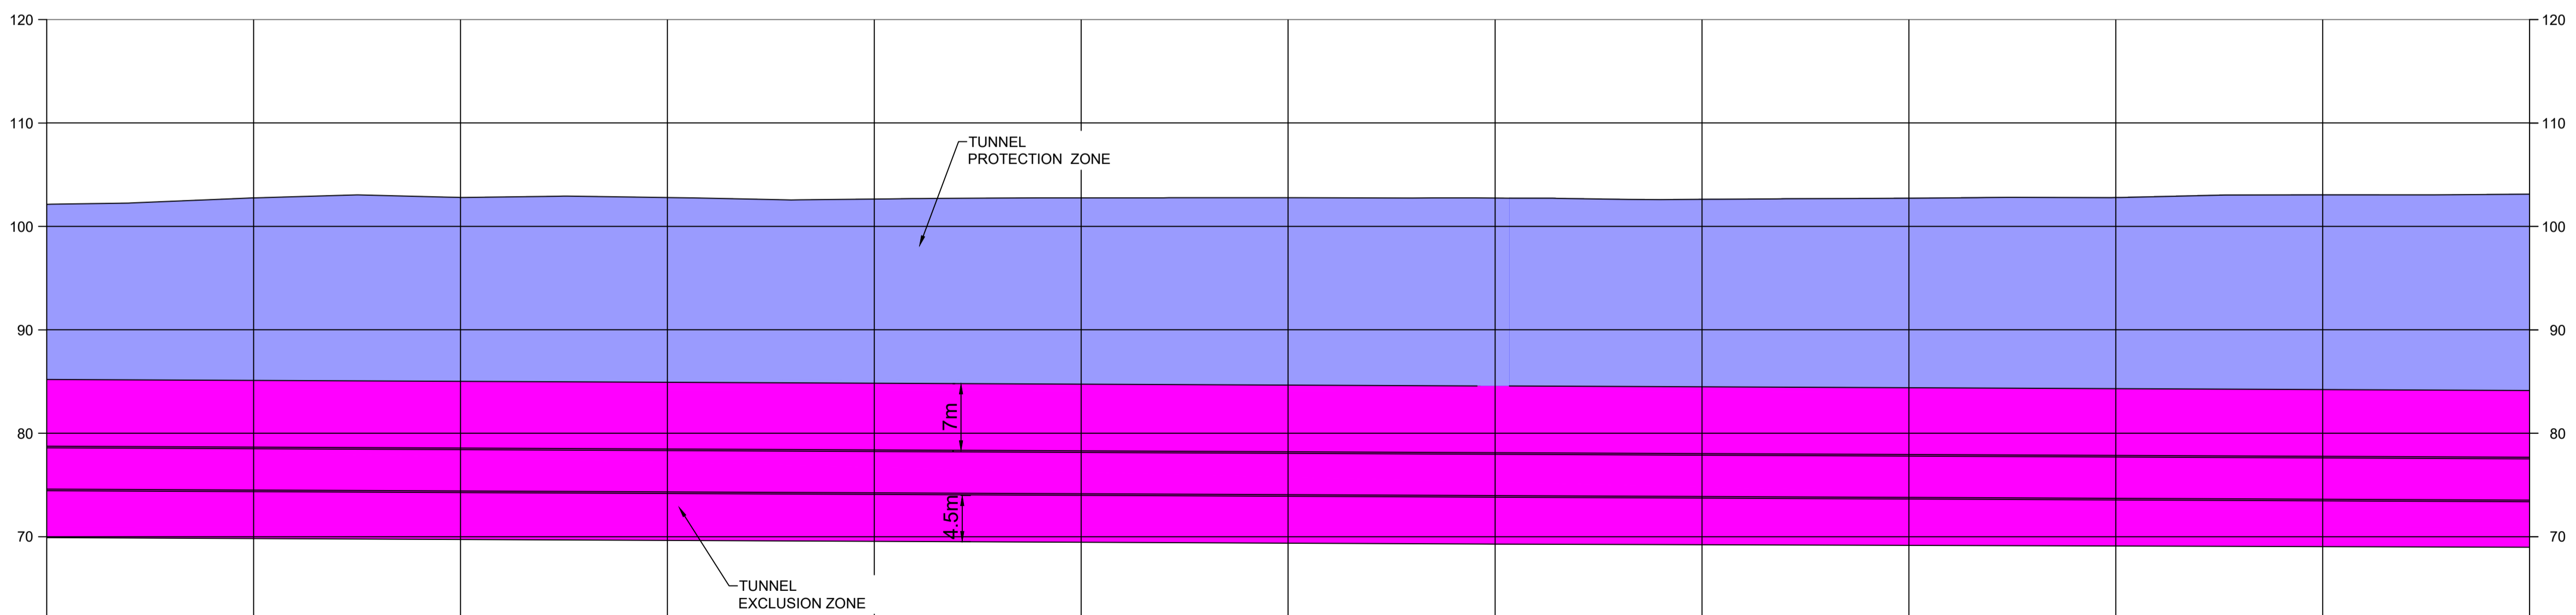 120
120
110
110
TUNNEL
PROTECTION ZONE
100
100
90
90
7m
80
80
4.5m
70
70
TUNNEL
EXCLUSION ZONE